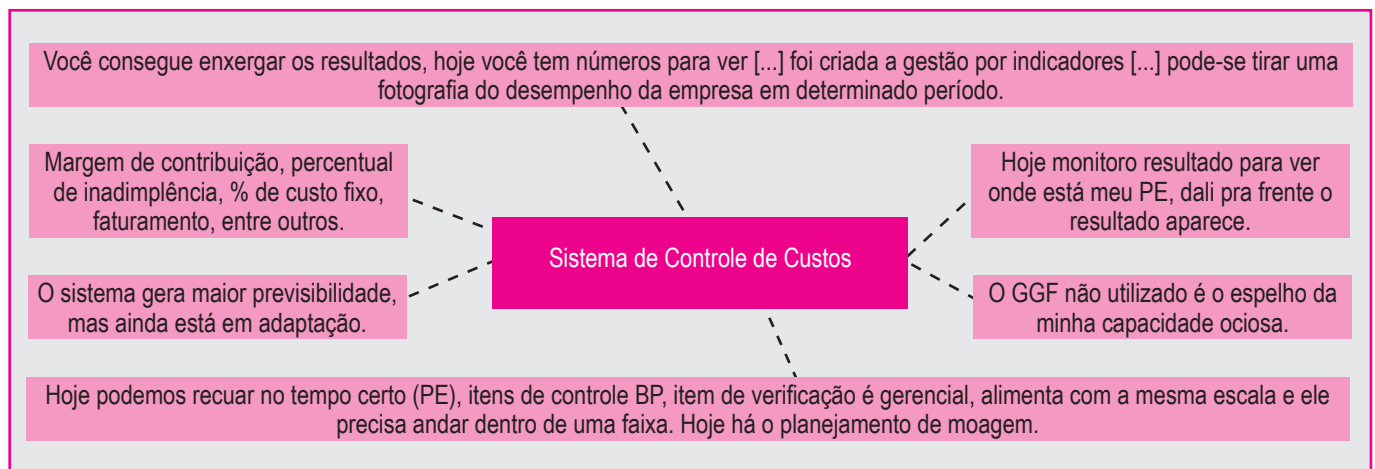 Você consegue enxergar os resultados, hoje você tem números para ver [...] foi criada a gestão por indicadores [...] pode-se tirar uma
fotografia do desempenho da empresa em determinado período.
Margem de contribuição, percentual
de inadimplência, % de custo fixo,
faturamento, entre outros.
Hoje monitoro resultado para ver
onde está meu PE, dali pra frente o
resultado aparece.
Sistema de Controle de Custos
O sistema gera maior previsibilidade,
mas ainda está em adaptação.
O GGF não utilizado é o espelho da
minha capacidade ociosa.
Hoje podemos recuar no tempo certo (PE), itens de controle BP, item de verificação é gerencial, alimenta com a mesma escala e ele
precisa andar dentro de uma faixa. Hoje há o planejamento de moagem.